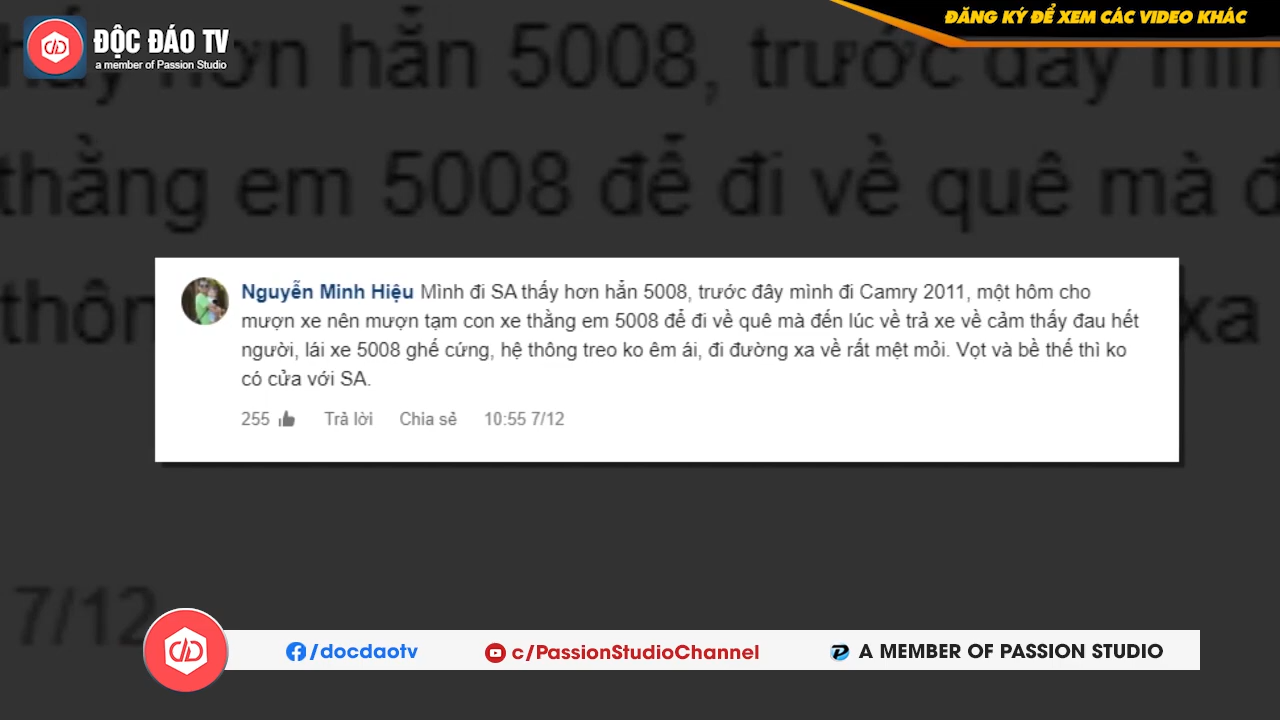 ĐỘC ĐÁO TV
a member of Passion Studio
ĐĂNG KÝ ĐỂ XEM CÁC VIDEO KHÁC
hấy hơn hẳn 5008, trước đây mìn
thằng em 5008 để đi về quê mà đ
thôn
xa
Nguyễn Minh Hiệu Mình đi SA thấy hơn hẳn 5008, trước đây mình đi Camry 2011, một hôm cho
mượn xe nên mượn tạm con xe thằng em 5008 để đi về quê mà đến lúc về trả xe về cảm thấy đau hết
người, lái xe 5008 ghế cứng, hệ thông treo ko êm ái, đi đường xa về rất mệt mỏi. Vọt và bề thế thì ko
có cửa với SA.
255 Trả lời Chia sẻ 10:55 7/12
7/12
/docdaotv c/PassionStudioChannel A MEMBER OF PASSION STUDIO